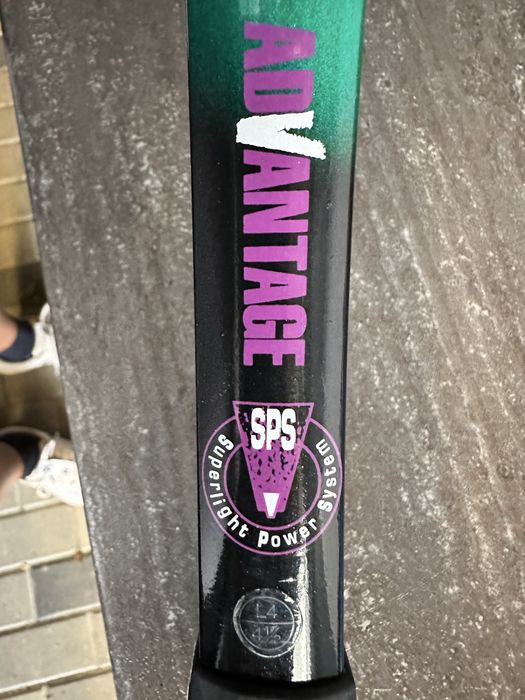 ADVANTAGE
SPS
Superlight Power System
L4
4½